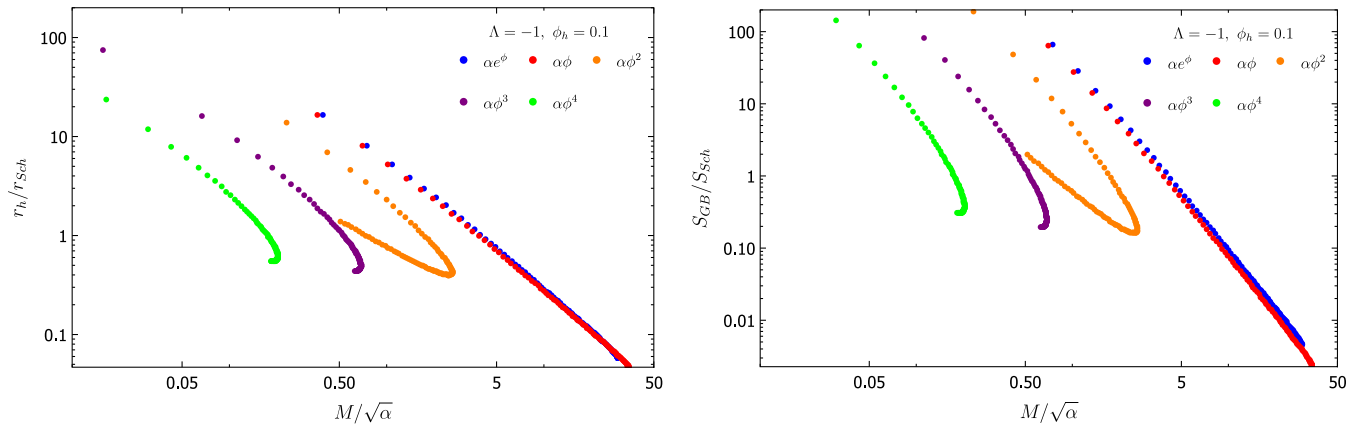 Λ = −1, ϕ_h = 0.1
αe^ϕ αϕ αϕ^2
αϕ^3 αϕ^4
100
10
1
0.1
r_h/r_Sch
0.05 0.50 5 50
M/√α
Λ = −1, ϕ_h = 0.1
αe^ϕ αϕ αϕ^2
αϕ^3 αϕ^4
100
10
1
0.10
0.01
S_GB/S_Sch
0.05 0.50 5 50
M/√α